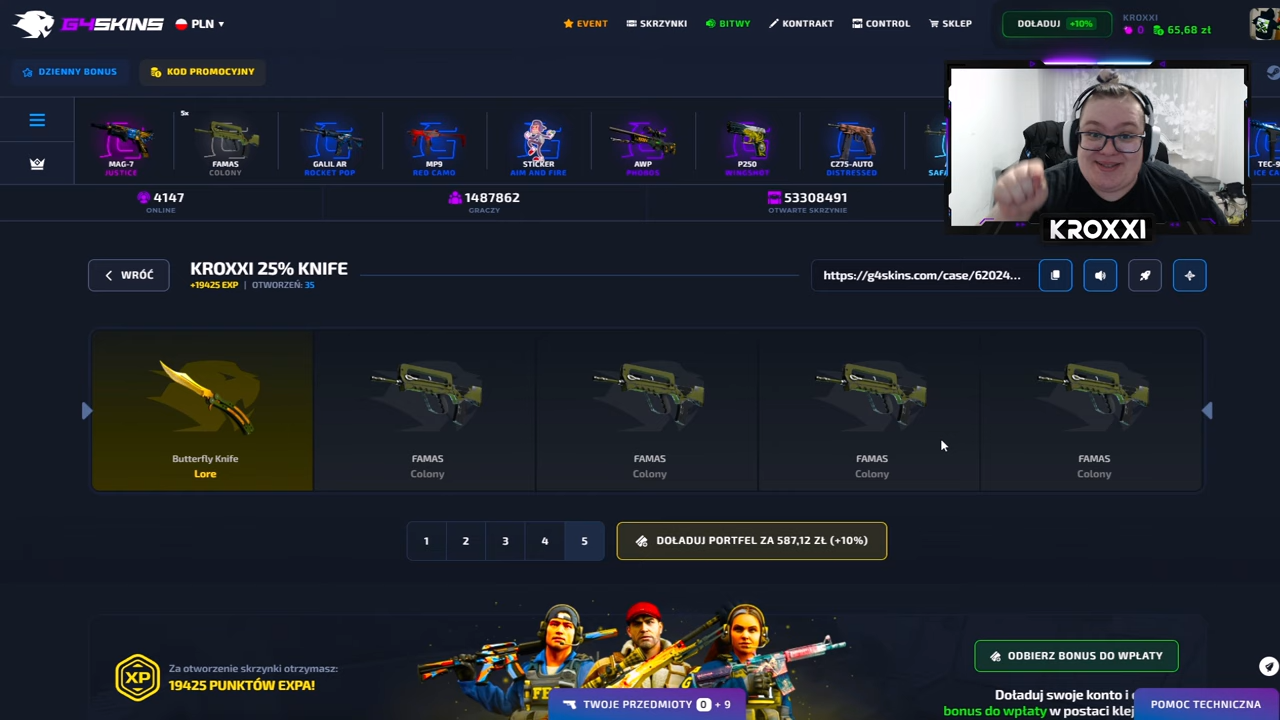 G4SKINS
PLN
EVENT
SKRZYNKI
BITWY
KONTRAKT
CONTROL
SKLEP
DOŁADUJ +10%
KROXXI
0 65,68 zł
DZIENNY BONUS
KOD PROMOCYJNY
5x
MAG-7
JUSTICE
FAMAS
COLONY
GALIL AR
ROCKET POP
MP9
RED CAMO
STICKER
AIM AND FIRE
AWP
PHOBOS
P250
WINGSHOT
CZ75-AUTO
DISTRESSED
TEC-9
4147
ONLINE
1487862
GRACZY
53308491
OTWARTE SKRZYNIE
KROXXI
WRÓĆ
KROXXI 25% KNIFE
+19425 EXP | OTWORZEŃ: 35
https://g4skins.com/case/62024...
Butterfly Knife
Lore
FAMAS
Colony
FAMAS
Colony
FAMAS
Colony
FAMAS
Colony
1 2 3 4 5
DOŁADUJ PORTFEL ZA 587,12 ZŁ (+10%)
XP
Za otworzenie skrzynki otrzymasz:
19425 PUNKTÓW EXPA!
ODBIERZ BONUS DO WPŁATY
Doładuj swoje konto i
bonus do wpłaty w postaci klej
TWOJE PRZEDMIOTY 0 + 9
POMOC TECHNICZNA